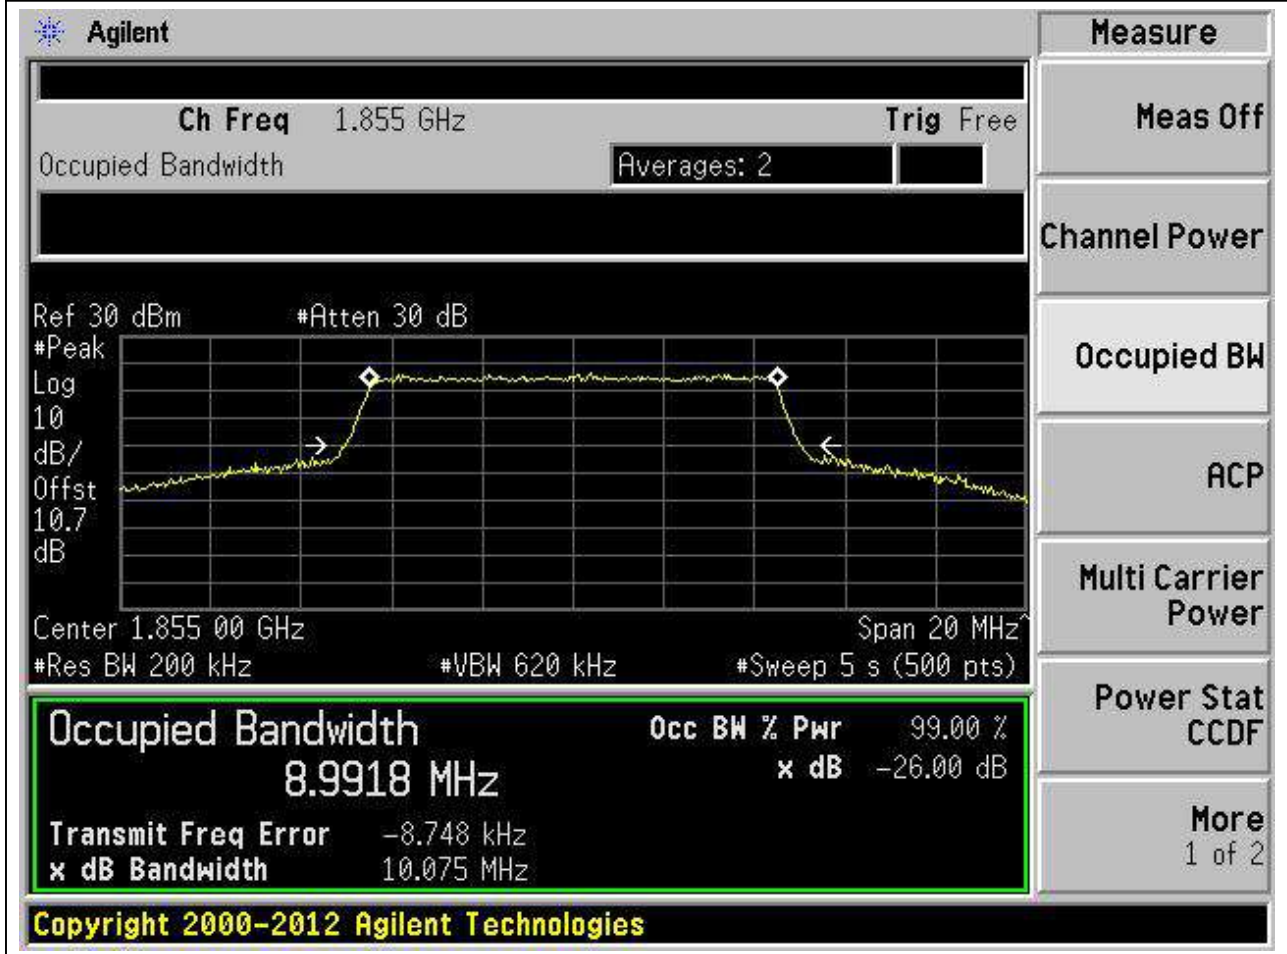 Agilent
Measure
Ch Freq 1.855 GHz Trig Free
Meas Off
Occupied Bandwidth Averages: 2
Channel Power
Ref 30 dBm #Atten 30 dB
#Peak
Log
10
dB/
Offst
10.7
dB
Occupied BW
ACP
Center 1.855 00 GHz Span 20 MHz^
#Res BW 200 kHz #VBW 620 kHz #Sweep 5 s (500 pts)
Multi Carrier
Power
Occupied Bandwidth Occ BW % Pwr 99.00 %
8.9918 MHz x dB -26.00 dB
Transmit Freq Error -8.748 kHz
x dB Bandwidth 10.075 MHz
Power Stat
CCDF
More
1 of 2
Copyright 2000-2012 Agilent Technologies